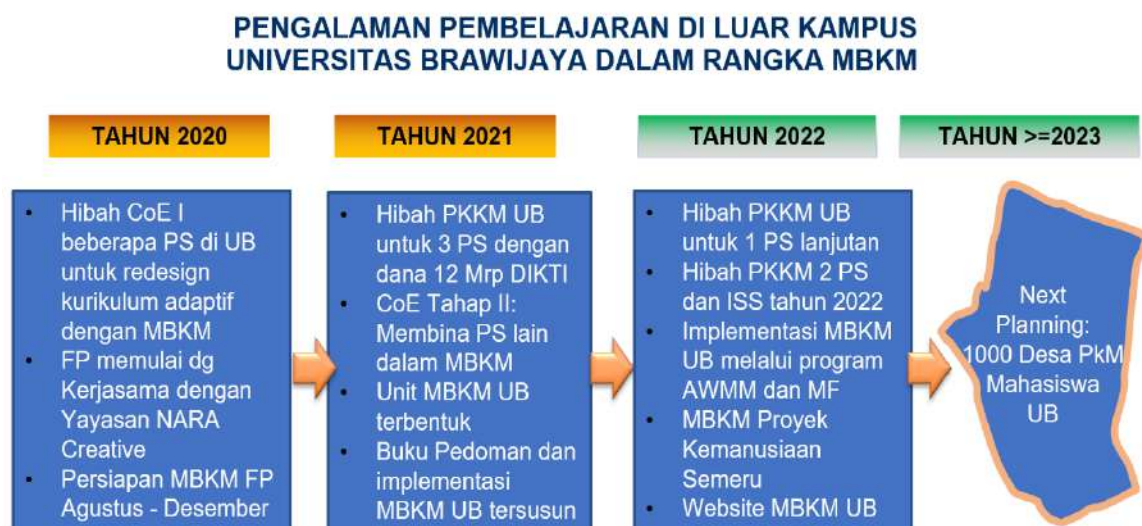 PENGALAMAN PEMBELAJARAN DI LUAR KAMPUS
UNIVERSITAS BRAWIJAYA DALAM RANGKA MBKM
TAHUN 2020
• Hibah CoE I
beberapa PS di UB
untuk redesign
kurikulum adaptif
dengan MBKM
• FP memulai dg
Kerjasama dengan
Yayasan NARA
Creative
• Persiapan MBKM FP
Agustus - Desember
TAHUN 2021
• Hibah PKKM UB
untuk 3 PS dengan
dana 12 Mrp DIKTI
• CoE Tahap II:
Membina PS lain
dalam MBKM
• Unit MBKM UB
terbentuk
• Buku Pedoman dan
implementasi
MBKM UB tersusun
TAHUN 2022
• Hibah PKKM UB
untuk 1 PS lanjutan
• Hibah PKKM 2 PS
dan ISS tahun 2022
• Implementasi MBKM
UB melalui program
AWMM dan MF
• MBKM Proyek
Kemanusiaan
Semeru
• Website MBKM UB
TAHUN >=2023
Next
Planning:
1000 Desa PkM
Mahasiswa
UB